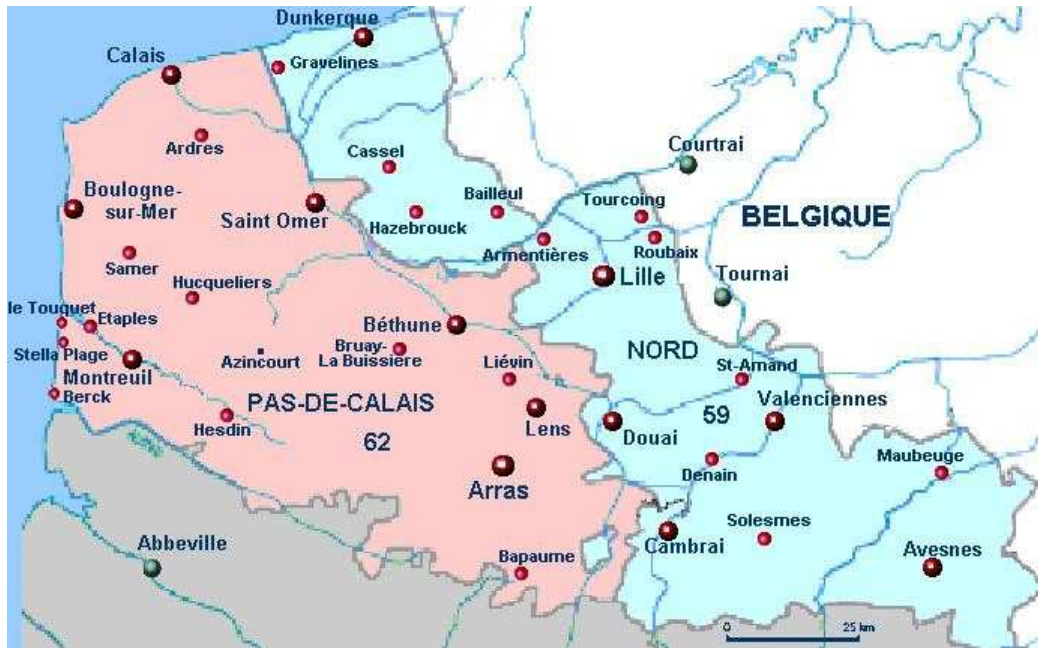 Dunkerque
Calais
Gravelines
Ardres
Cassel
Courtrai
Boulogne-
sur-Mer
Saint Omer
Bailleul
Hazebrouck
Tourcoing
BELGIQUE
Armentières
Roubaix
Samer
Lille
Tournai
Hucqueliers
le Touquet
Etaples
Béthune
Stella Plage
Azincourt
Bruay-
La Buissiere
Liévin
NORD
St-Amand
Montreuil
Berck
PAS-DE-CALAIS
62
Hesdin
Lens
Douai
59
Valenciennes
Denain
Maubeuge
Arras
Abbeville
Bapaume
Cambrai
Solesmes
Avesnes
0
25 km